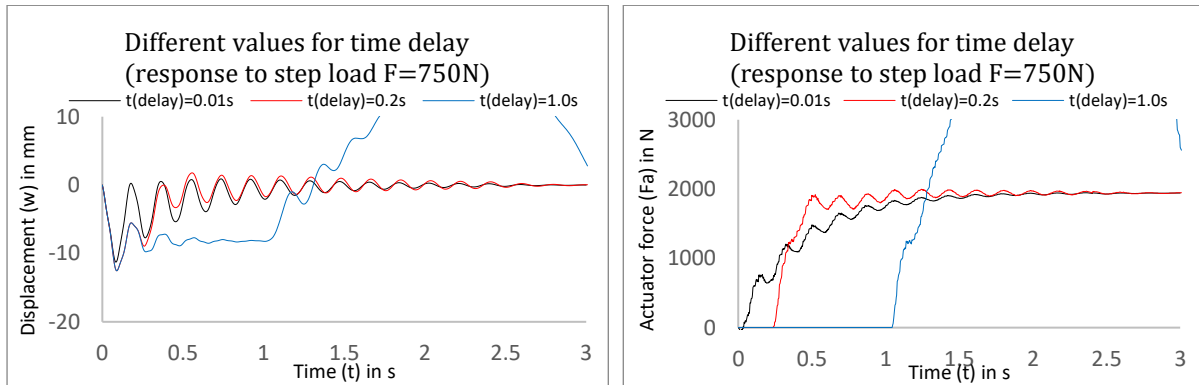 Different values for time delay
(response to step load F=750N)
t(delay)=0.01s t(delay)=0.2s t(delay)=1.0s
10
0
-10
-20
0 0.5 1 1.5 2 2.5 3
Displacement (w) in mm
Time (t) in s
Different values for time delay
(response to step load F=750N)
t(delay)=0.01s t(delay)=0.2s t(delay)=1.0s
3000
2000
1000
0
0 0.5 1 1.5 2 2.5 3
Actuator force (Fa) in N
Time (t) in s